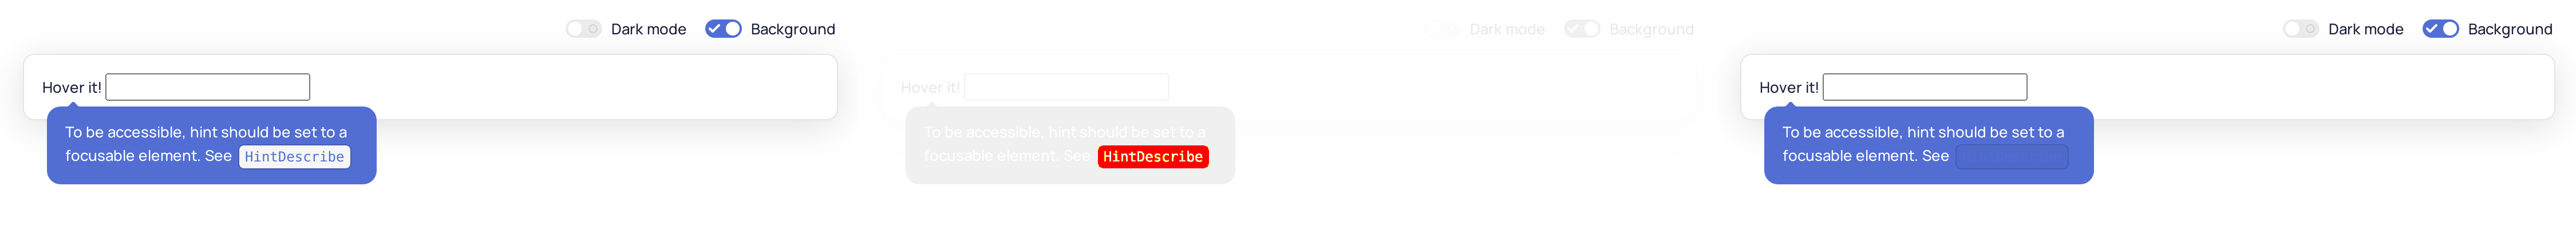 Dark mode Background
Hover it!
To be accessible, hint should be set to a
focusable element. See HintDescribe
Dark mode Background
Hover it!
To be accessible, hint should be set to a
focusable element. See HintDescribe
Dark mode Background
Hover it!
To be accessible, hint should be set to a
focusable element. See